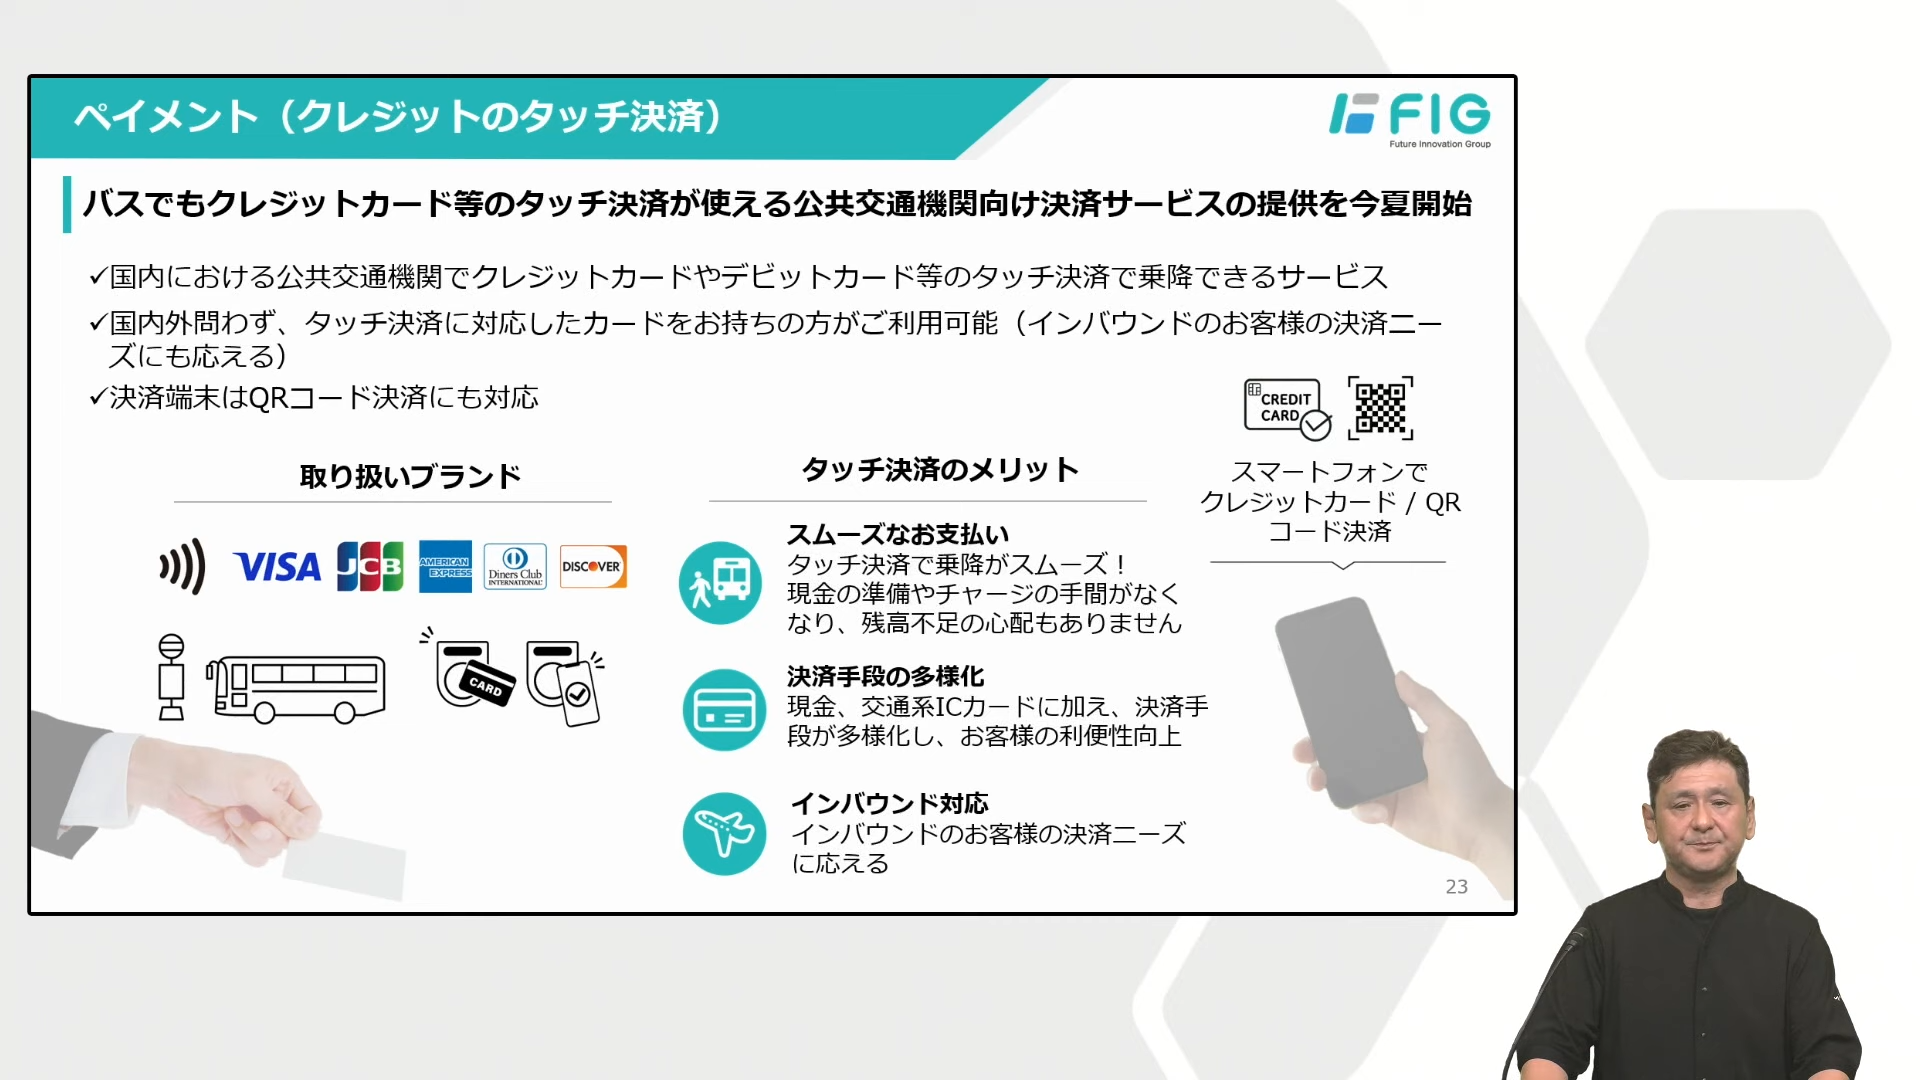 ペイメント（クレジットのタッチ決済）
FIG
Future Innovation Group
バスでもクレジットカード等のタッチ決済が使える公共交通機関向け決済サービスの提供を今夏開始
✓国内における公共交通機関でクレジットカードやデビットカード等のタッチ決済で乗降できるサービス
✓国内外問わず、タッチ決済に対応したカードをお持ちの方がご利用可能（インバウンドのお客様の決済ニー
ズにも応える）
✓決済端末はQRコード決済にも対応
CREDIT
CARD
スマートフォンで
クレジットカード / QR
コード決済
取り扱いブランド
VISA
JCB
AMERICAN
EXPRESS
Diners Club
INTERNATIONAL
DISCOVER
CARD
タッチ決済のメリット
スムーズなお支払い
タッチ決済で乗降がスムーズ！
現金の準備やチャージの手間がなく
なり、残高不足の心配もありません
決済手段の多様化
現金、交通系ICカードに加え、決済手
段が多様化し、お客様の利便性向上
インバウンド対応
インバウンドのお客様の決済ニーズ
に応える
23